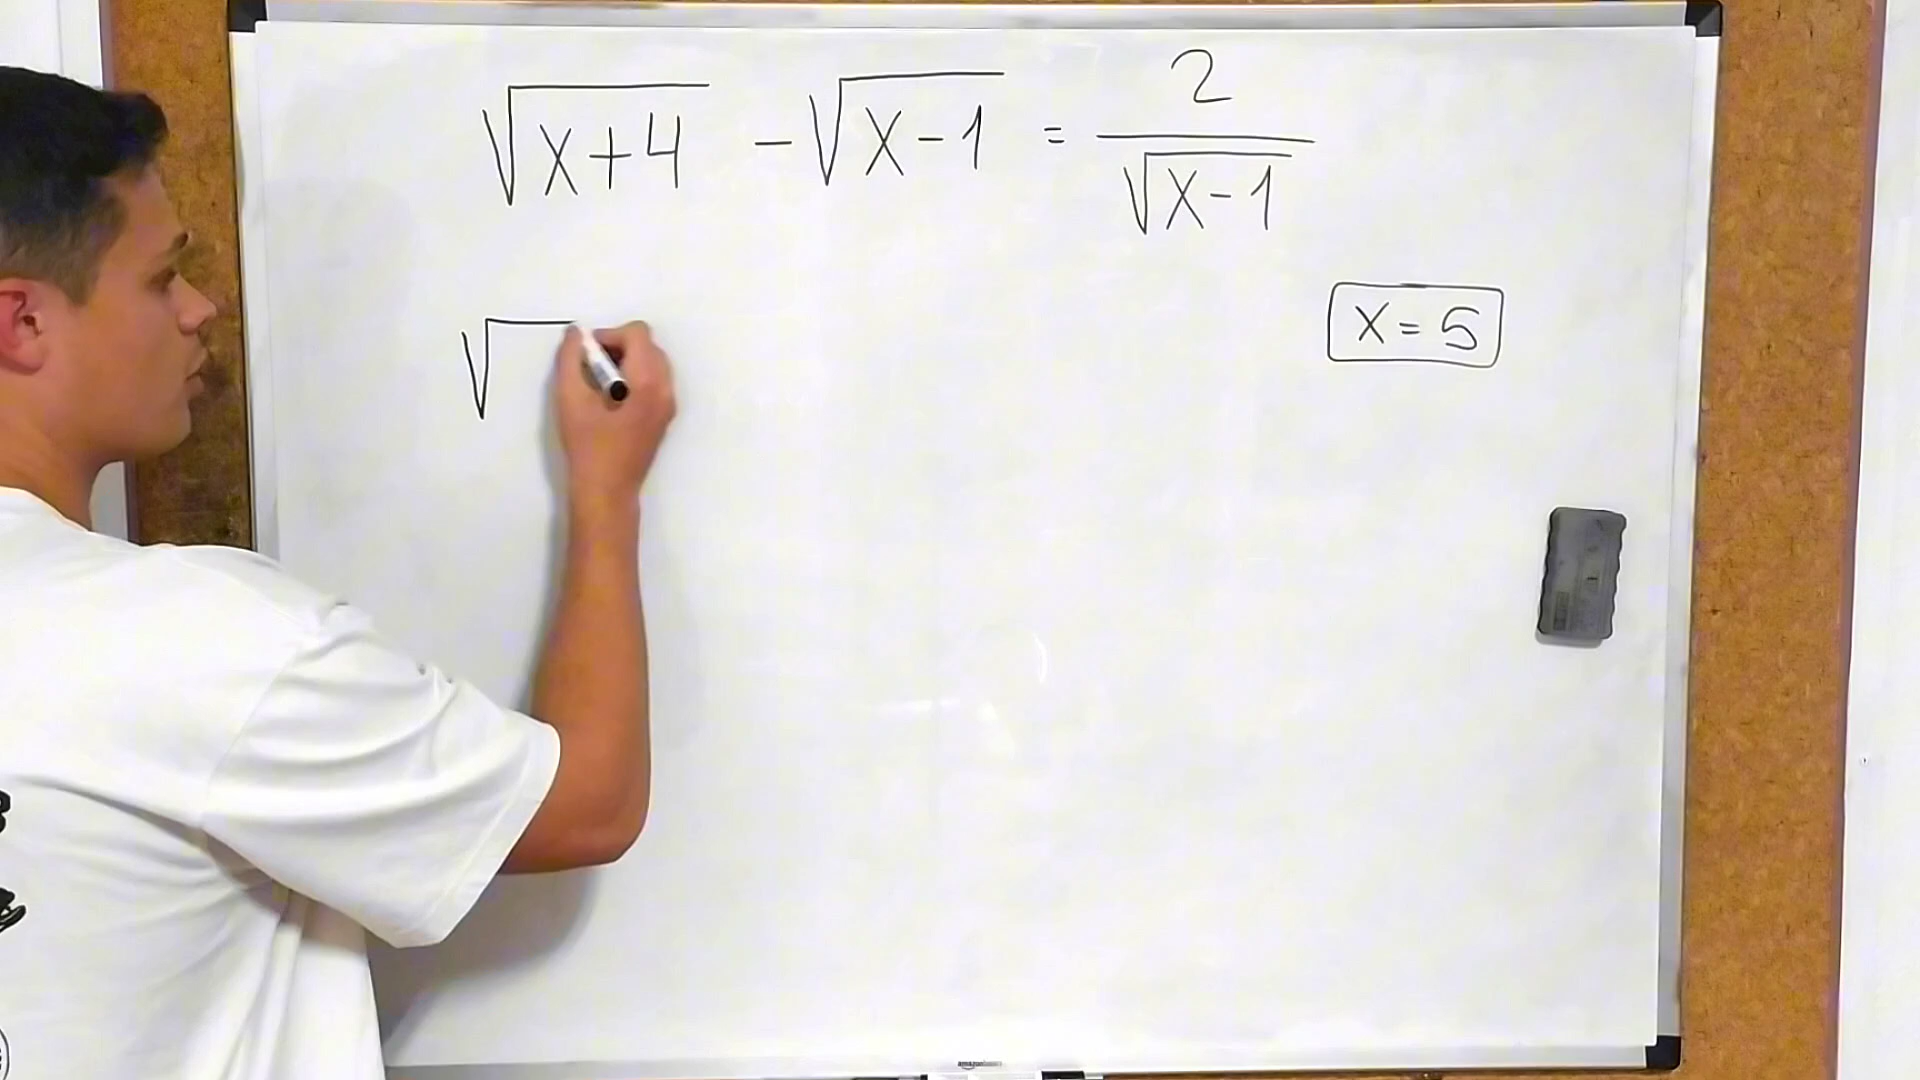 √(x+4) - √(x-1) = 2/√(x-1)
x = 5
√